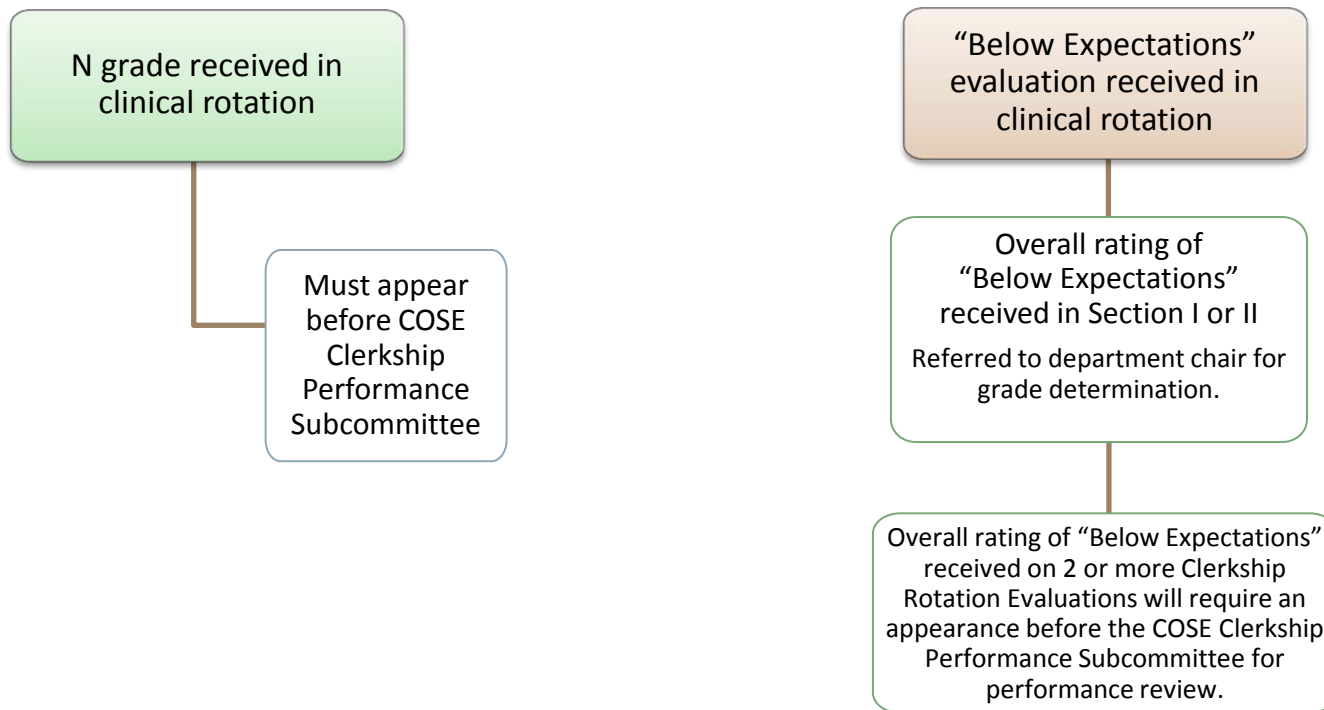 N grade received in
clinical rotation
Must appear
before COSE
Clerkship
Performance
Subcommittee
“Below Expectations”
evaluation received in
clinical rotation
Overall rating of
“Below Expectations”
received in Section I or II
Referred to department chair for
grade determination.
Overall rating of “Below Expectations”
received on 2 or more Clerkship
Rotation Evaluations will require an
appearance before the COSE Clerkship
Performance Subcommittee for
performance review.